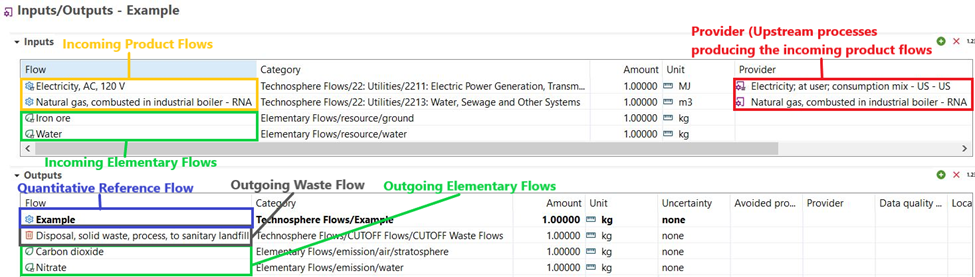 Inputs/Outputs - Example
Inputs
Incoming Product Flows
Provider (Upstream processes
producing the incoming product flows
1.2
Flow Category Amount Unit Provider
Electricity, AC, 120 V Technosphere Flows/22: Utilities/2211: Electric Power Generation, Transm... 1.00000 MJ Electricity; at user; consumption mix - US - US
Natural gas, combusted in industrial boiler - RNA Technosphere Flows/22: Utilities/2213: Water, Sewage and Other Systems 1.00000 m3 Natural gas, combusted in industrial boiler - RNA
Iron ore Elementary Flows/resource/ground 1.00000 kg
Water Elementary Flows/resource/water 1.00000 kg
Incoming Elementary Flows
Outputs
1.2
Quantitative Reference Flow
Outgoing Waste Flow
Outgoing Elementary Flows
Flow Category Amount Unit Uncertainty Avoided pro... Provider Data quality ... Loca
Example Technosphere Flows/Example 1.00000 kg none
Disposal, solid waste, process, to sanitary landfill Technosphere Flows/CUTOFF Flows/CUTOFF Waste Flows 1.00000 kg none
Carbon dioxide Elementary Flows/emission/air/stratosphere 1.00000 kg none
Nitrate Elementary Flows/emission/water 1.00000 kg none